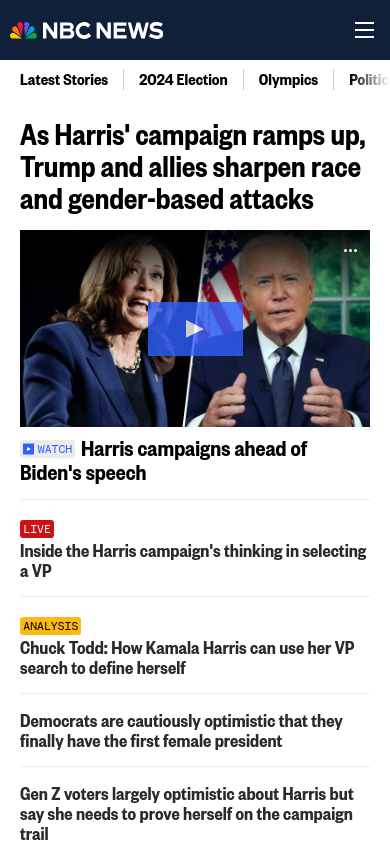 NBC NEWS
Latest Stories
2024 Election
Olympics
Politic
As Harris' campaign ramps up,
Trump and allies sharpen race
and gender-based attacks
WATCH Harris campaigns ahead of
Biden's speech
LIVE
Inside the Harris campaign's thinking in selecting
a VP
ANALYSIS
Chuck Todd: How Kamala Harris can use her VP
search to define herself
Democrats are cautiously optimistic that they
finally have the first female president
Gen Z voters largely optimistic about Harris but
say she needs to prove herself on the campaign
trail